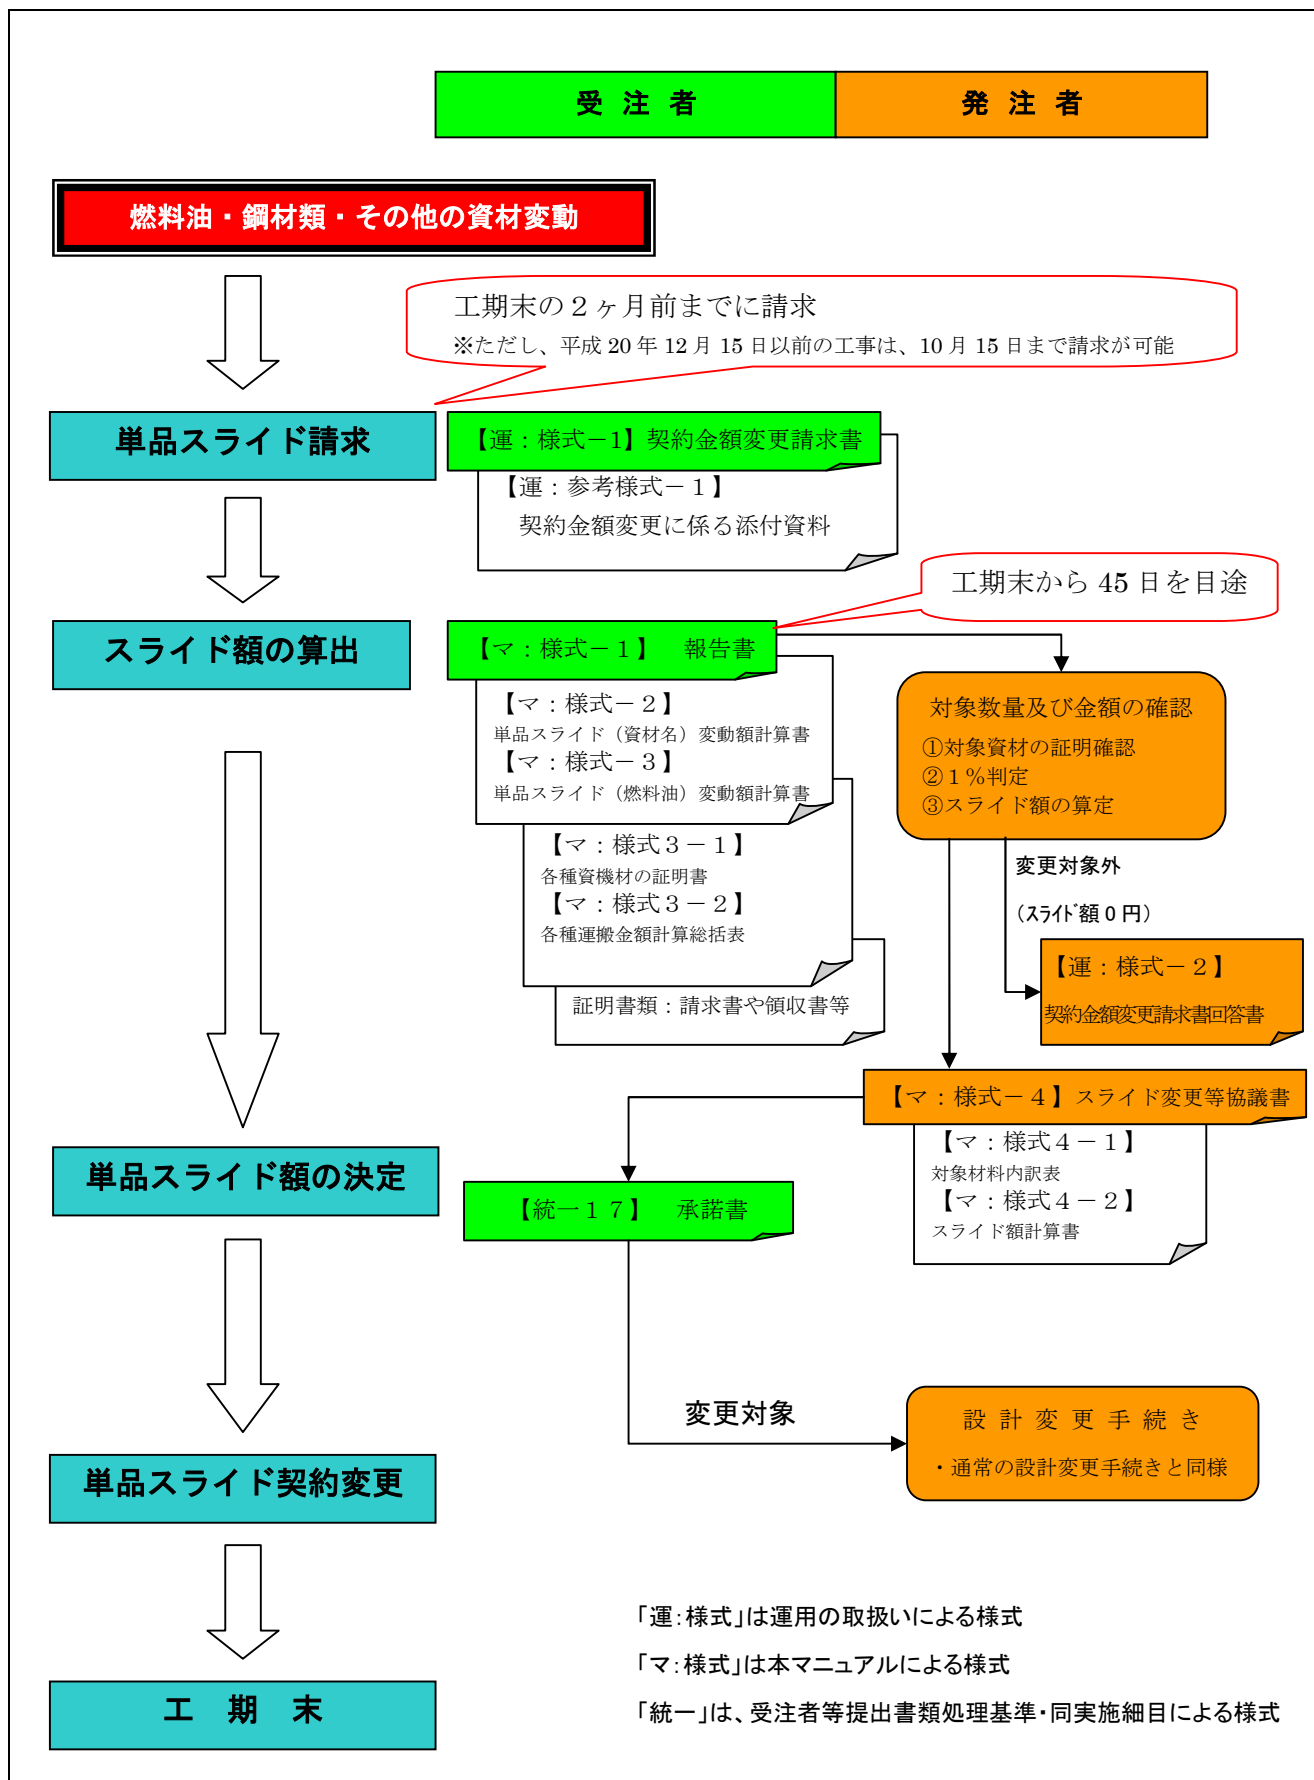 受 注 者
発 注 者
燃料油・鋼材類・その他の資材変動
工期末の２ヶ月前までに請求
※ただし、平成 20 年 12 月 15 日以前の工事は、10 月 15 日まで請求が可能
単品スライド請求
【運：様式－1】契約金額変更請求書
【運：参考様式－１】
契約金額変更に係る添付資料
工期末から 45 日を目途
スライド額の算出
【マ：様式－１】　報告書
【マ：様式－２】
単品スライド（資材名）変動額計算書
【マ：様式－３】
単品スライド（燃料油）変動額計算書
【マ：様式３－１】
各種資機材の証明書
【マ：様式３－２】
各種運搬金額計算総括表
証明書類：請求書や領収書等
対象数量及び金額の確認
①対象資材の証明確認
②１％判定
③スライド額の算定
変更対象外
（ｽﾗｲﾄﾞ額０円）
【運：様式－２】
契約金額変更請求書回答書
【マ：様式－４】スライド変更等協議書
【マ：様式４－１】
対象材料内訳表
【マ：様式４－２】
スライド額計算書
単品スライド額の決定
【統一１７】　承諾書
変更対象
設 計 変 更 手 続 き
・通常の設計変更手続きと同様
単品スライド契約変更
「運：様式」は運用の取扱いによる様式
「マ：様式」は本マニュアルによる様式
「統一」は、受注者等提出書類処理基準・同実施細目による様式
工　期　末